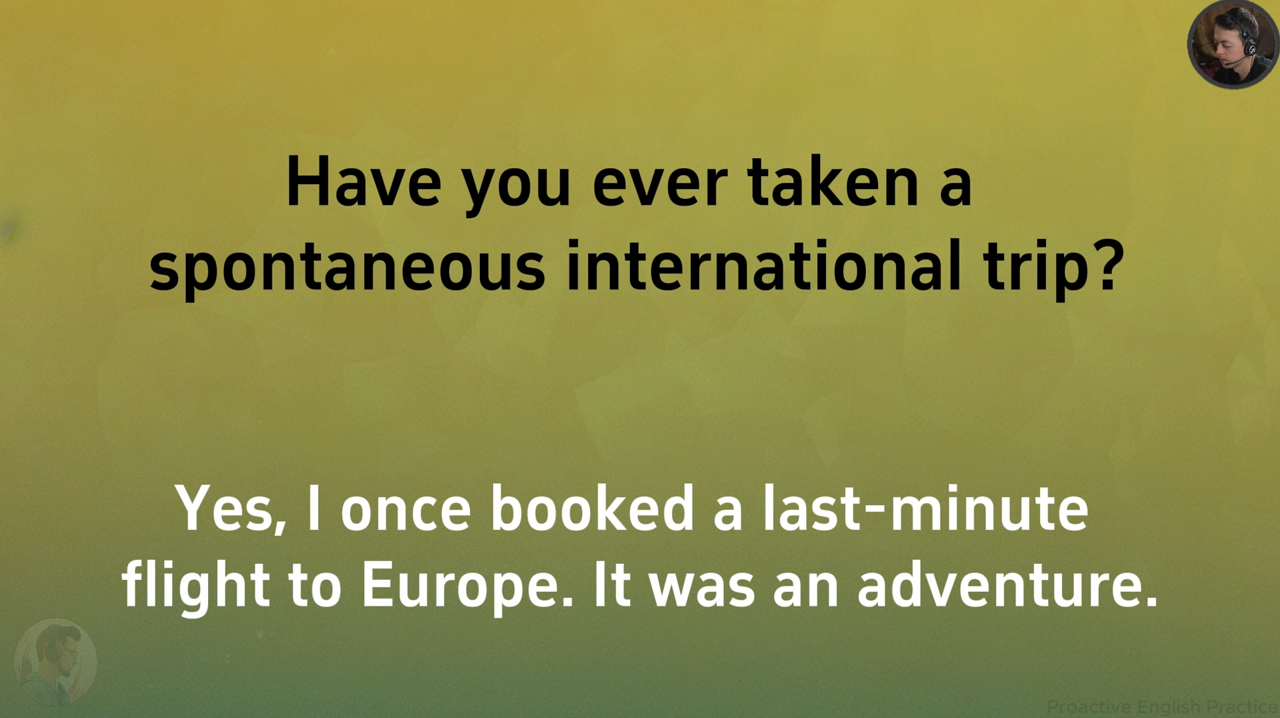 Have you ever taken a
spontaneous international trip?
Yes, I once booked a last-minute
flight to Europe. It was an adventure.
Proactive English Practice